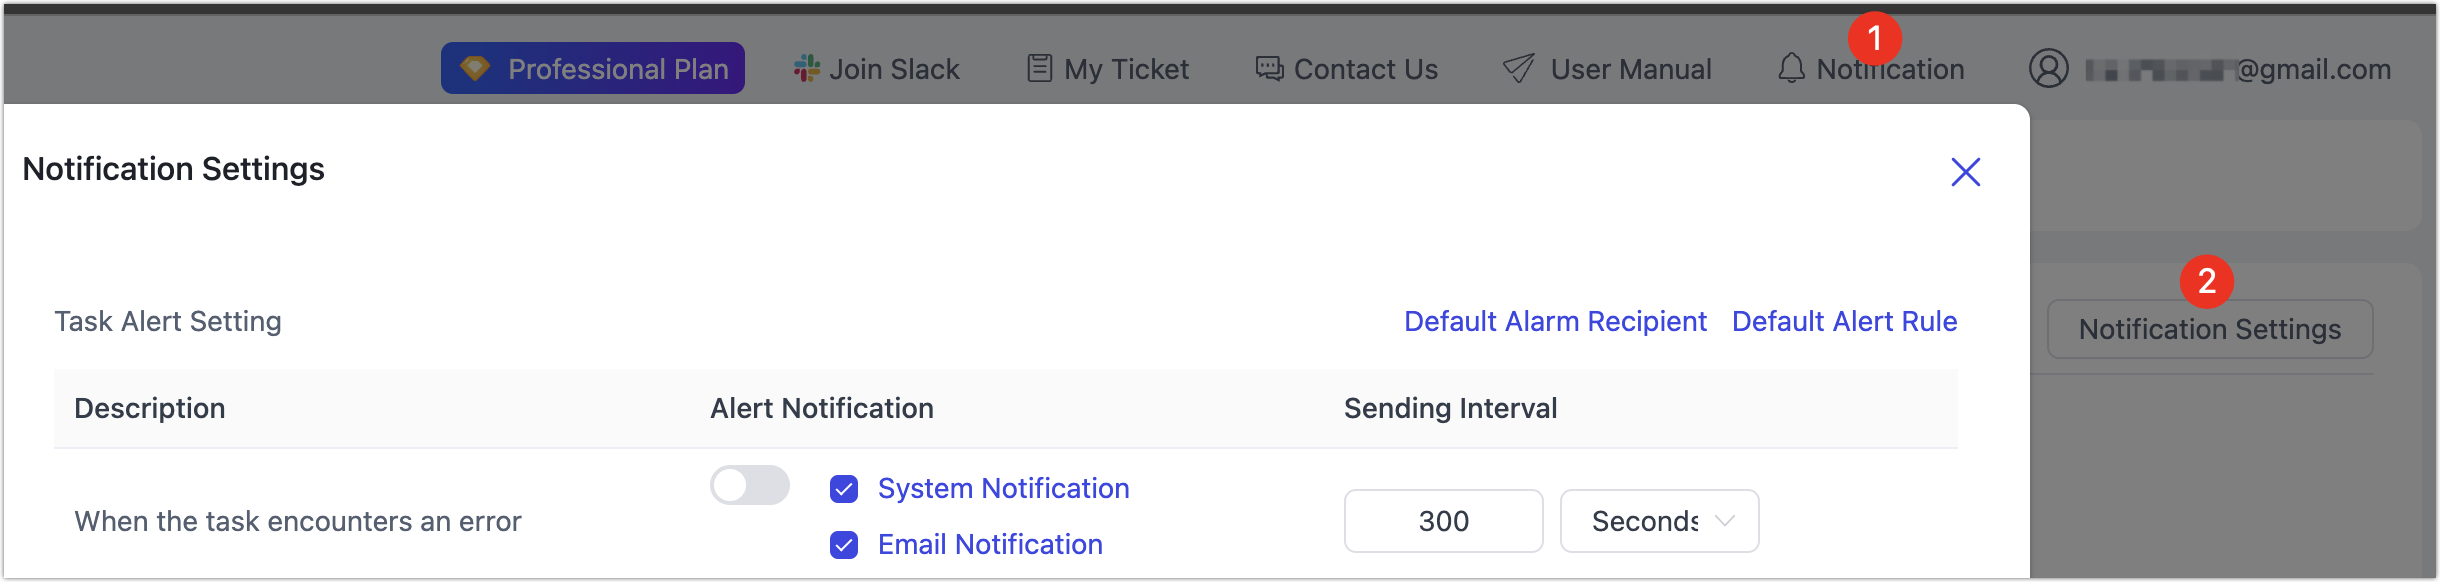 1
Professional Plan Join Slack My Ticket Contact Us User Manual Notification @gmail.com
Notification Settings
2
Task Alert Setting Default Alarm Recipient Default Alert Rule Notification Settings
Description Alert Notification Sending Interval
System Notification
When the task encounters an error 300 Seconds
Email Notification